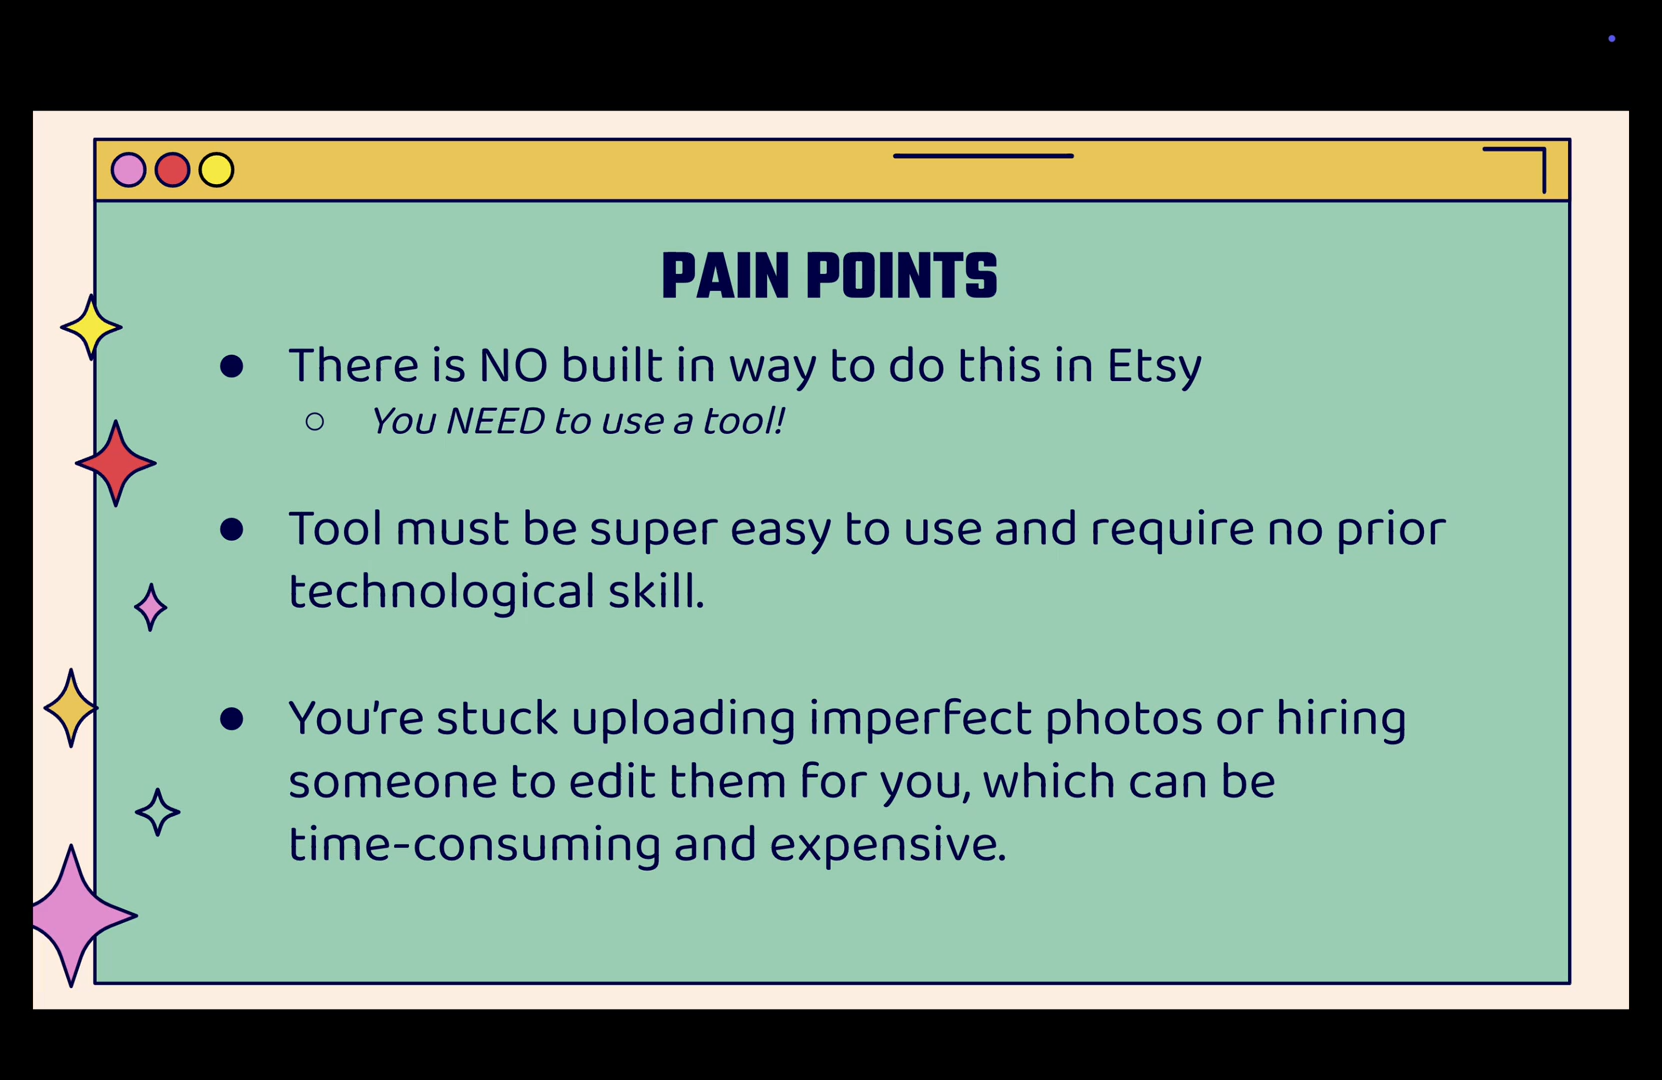 PAIN POINTS
● There is NO built in way to do this in Etsy
○ You NEED to use a tool!
● Tool must be super easy to use and require no prior
technological skill.
● You're stuck uploading imperfect photos or hiring
someone to edit them for you, which can be
time-consuming and expensive.